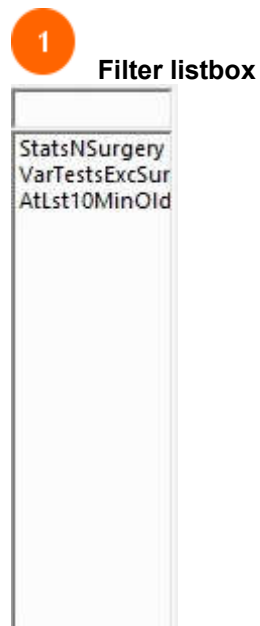 1
Filter listbox
StatsNSurgery
VarTestsExcSur
AtLst10MinOld